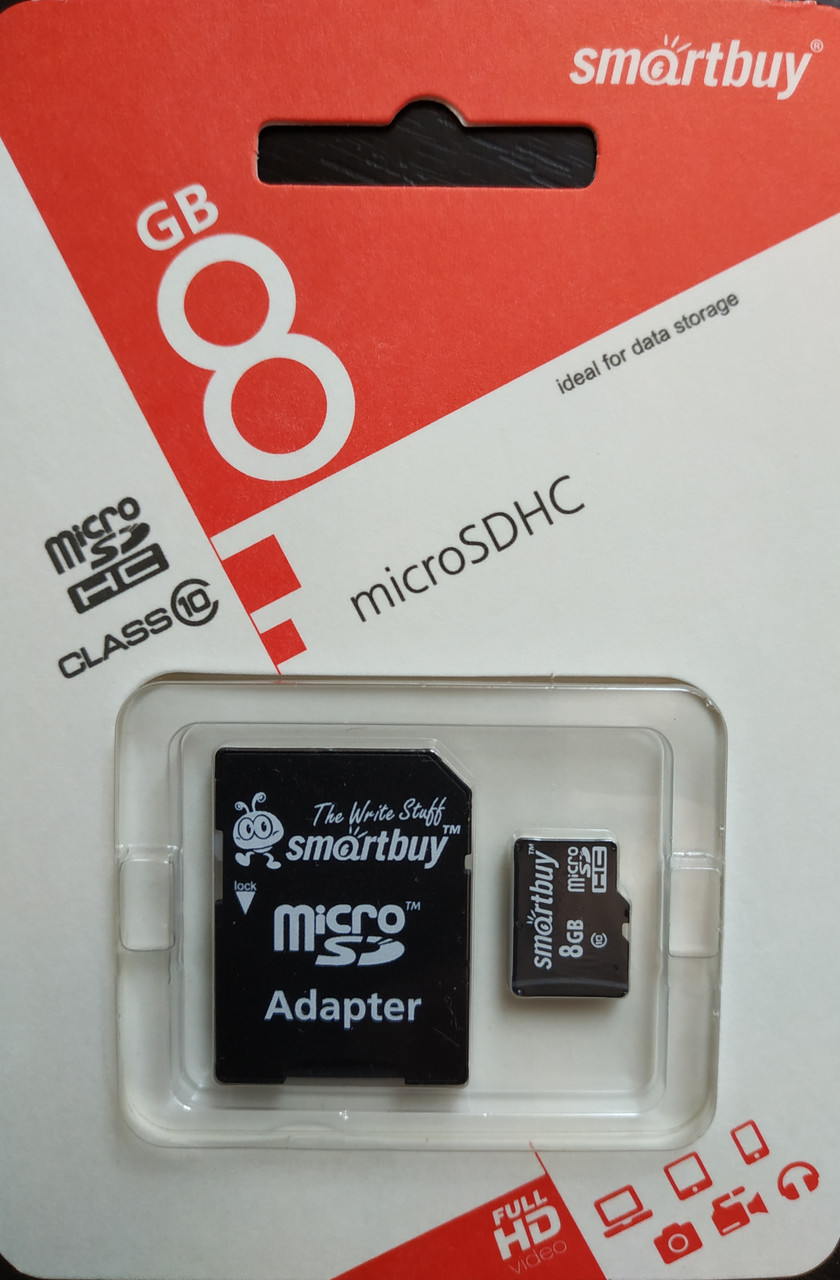 smartbuy®
GB
8
ideal for data storage
microSDHC
micro
SD
HC
CLASS 10
The Write Stuff
smartbuy™
lock
micro™
SD
Adapter
smartbuy™
8GB
micro
SD
HC
10
FULL
HD
video